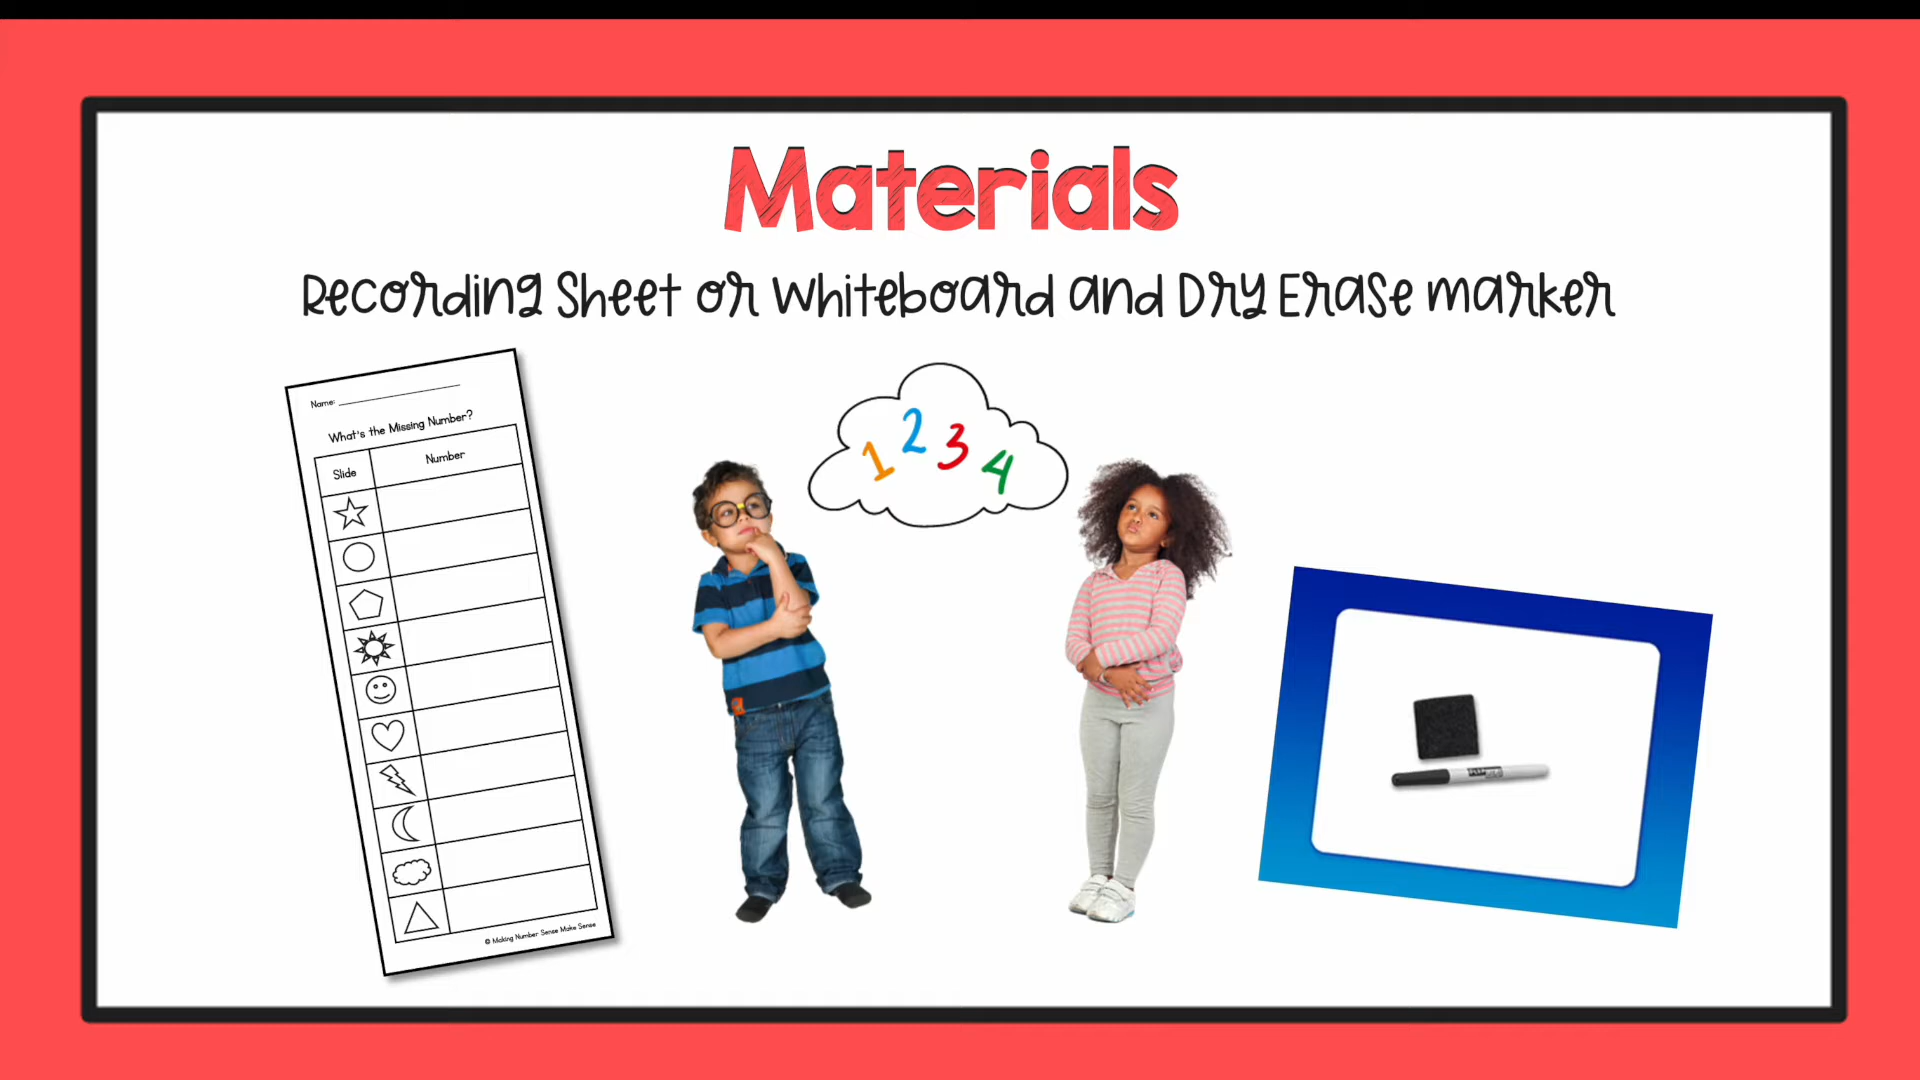 Materials
Recording Sheet or Whiteboard and Dry Erase marker
Name:
What's the Missing Number?
Slide Number
© Making Number Sense Make Sense
1 2 3 4